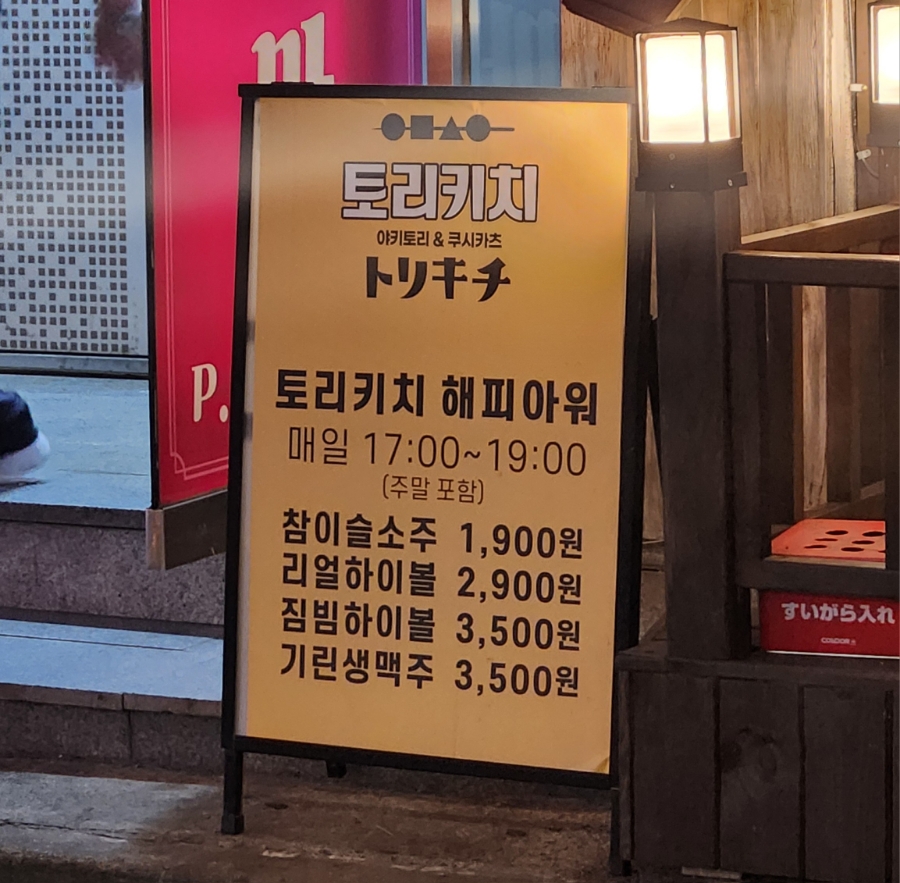 토리키치
야키토리 & 쿠시카츠
トリキチ
토리키치 해피아워
매일 17:00~19:00
(주말 포함)
참이슬소주 1,900원
리얼하이볼 2,900원
짐빔하이볼 3,500원
기린생맥주 3,500원
P.
すいがら入れ